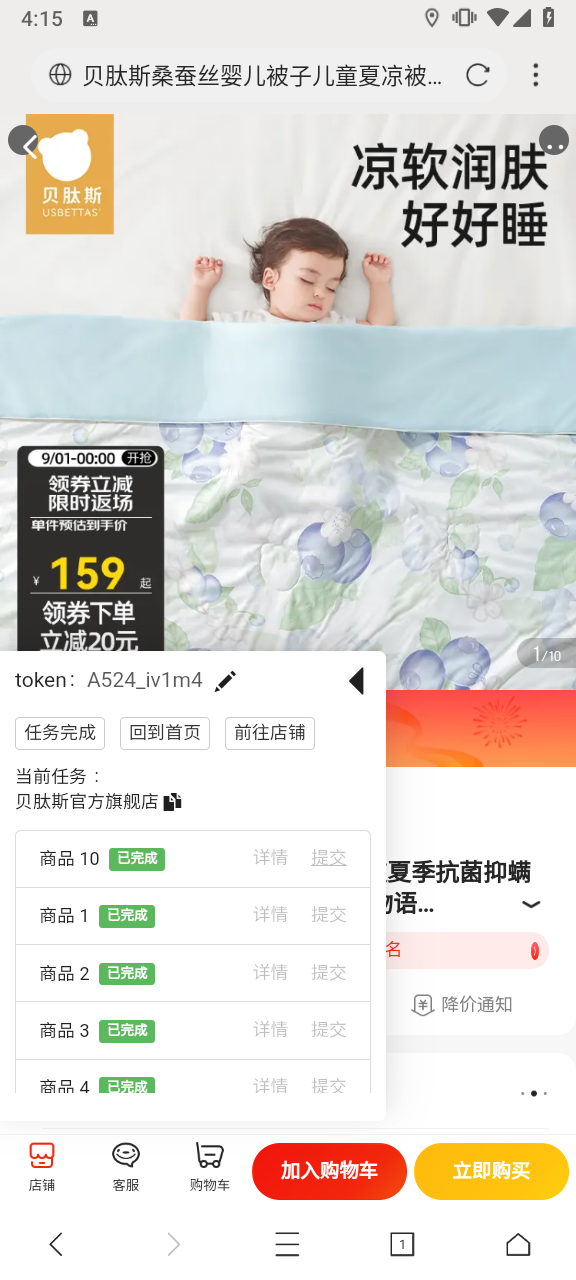 4:15
A
贝肽斯桑蚕丝婴儿被子儿童夏凉被...
贝肽斯
USBETTAS
凉软润肤
好好睡
9/01-00:00 开抢
领券立减
限时返场
单件预估到手价
¥ 159 起
领券下单
立减20元
1/10
token: A524_iv1m4
任务完成 回到首页 前往店铺
当前任务：
贝肽斯官方旗舰店
商品 10 已完成 详情 提交
商品 1 已完成 详情 提交
商品 2 已完成 详情 提交
商品 3 已完成 详情 提交
商品 4 已完成 详情 提交
夏季抗菌抑螨
物语...
名
降价通知
店铺 客服 购物车 加入购物车 立即购买
1